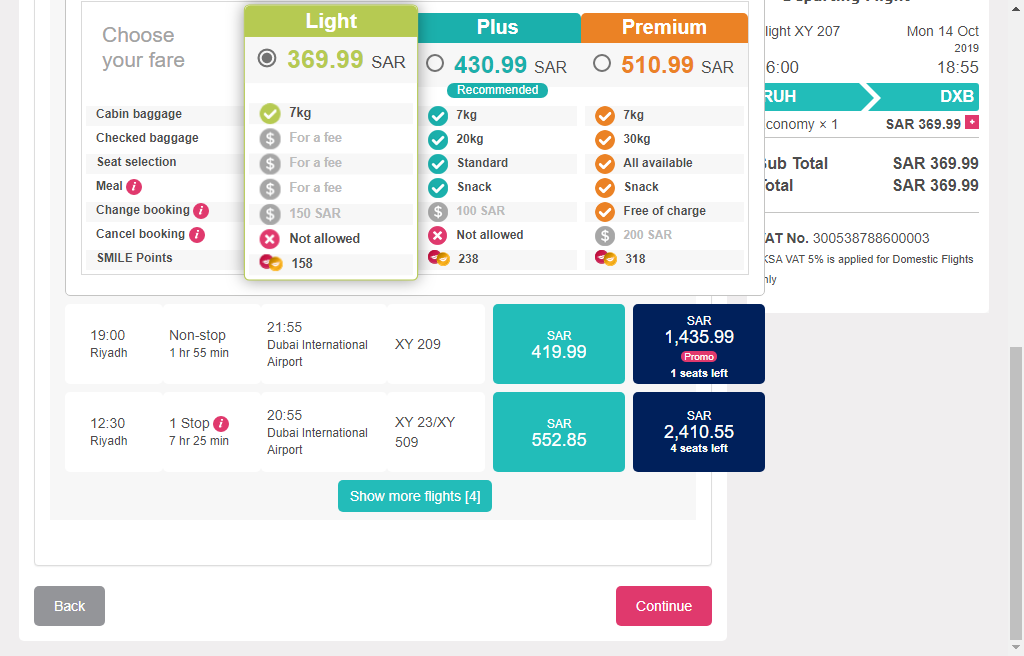 Departing Flight
Choose
your fare
Light
369.99 SAR
Plus
430.99 SAR
Recommended
Premium
510.99 SAR
Cabin baggage 7kg 7kg 7kg
Checked baggage $ For a fee 20kg 30kg
Seat selection $ For a fee Standard All available
Meal i $ For a fee Snack Snack
Change booking i $ 150 SAR $ 100 SAR Free of charge
Cancel booking i Not allowed Not allowed $ 200 SAR
SMILE Points 158 238 318
19:00
Riyadh
Non-stop
1 hr 55 min
21:55
Dubai International
Airport
XY 209
SAR
419.99
SAR
1,435.99
Promo
1 seats left
12:30
Riyadh
1 Stop i
7 hr 25 min
20:55
Dubai International
Airport
XY 23/XY
509
SAR
552.85
SAR
2,410.55
4 seats left
Show more flights [4]
Back
Continue
light XY 207 Mon 14 Oct
2019
6:00 18:55
RUH DXB
conomy × 1 SAR 369.99 +
ub Total SAR 369.99
otal SAR 369.99
AT No. 300538788600003
KSA VAT 5% is applied for Domestic Flights
nly